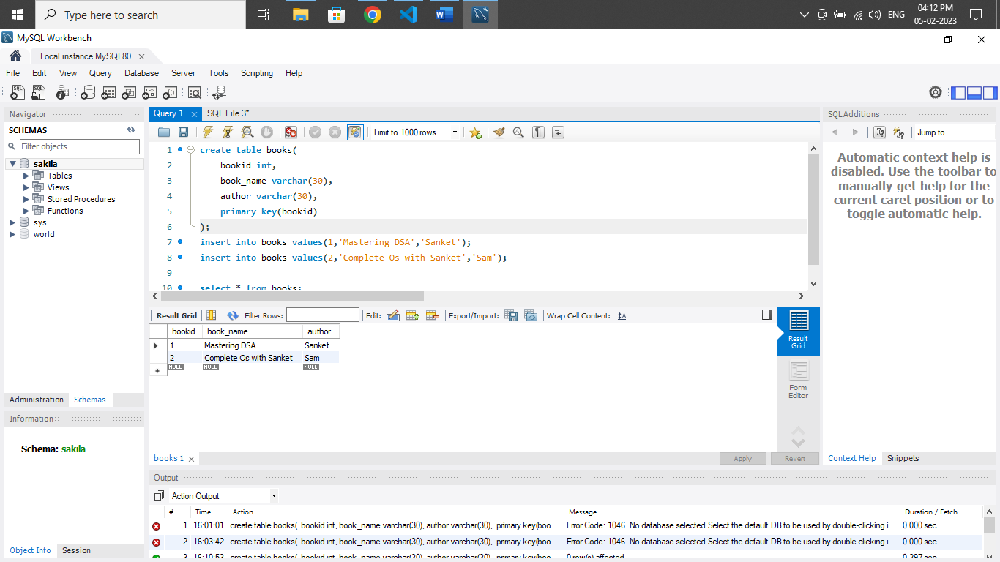 Type here to search
ENG
04:12 PM
05-02-2023
MySQL Workbench
Local instance MySQL80
File Edit View Query Database Server Tools Scripting Help
Navigator
SCHEMAS
Filter objects
sakila
Tables
Views
Stored Procedures
Functions
sys
world
Administration Schemas
Information
Schema: sakila
Object Info Session
Query 1 SQL File 3*
Limit to 1000 rows
1 create table books(
2 bookid int,
3 book_name varchar(30),
4 author varchar(30),
5 primary key(bookid)
6 );
7 insert into books values(1,'Mastering DSA','Sanket');
8 insert into books values(2,'Complete Os with Sanket','Sam');
9
10 select * from books;
Result Grid Filter Rows: Edit: Export/Import: Wrap Cell Content:
bookid book_name author
1 Mastering DSA Sanket
2 Complete Os with Sanket Sam
NULL NULL NULL
Result
Grid
Form
Editor
books 1 Apply Revert
SQLAdditions
Jump to
Automatic context help is
disabled. Use the toolbar to
manually get help for the
current caret position or to
toggle automatic help.
Context Help Snippets
Output
Action Output
# Time Action Message Duration / Fetch
1 16:01:01 create table books( bookid int, book_name varchar(30), author varchar(30), primary key(boo... Error Code: 1046. No database selected Select the default DB to be used by double-clicking i... 0.000 sec
2 16:03:42 create table books( bookid int, book_name varchar(30), author varchar(30), primary key(boo... Error Code: 1046. No database selected Select the default DB to be used by double-clicking i... 0.000 sec
3 16:10:53 create table books( bookid int, book_name varchar(30), author varchar(30), primary key(boo... 0 row(s) affected 0.297 sec